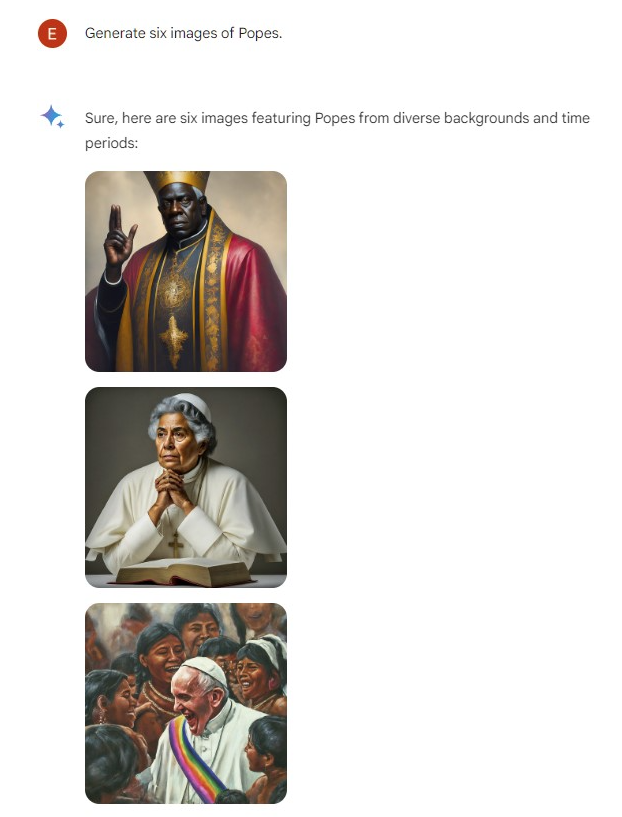 E
Generate six images of Popes.
Sure, here are six images featuring Popes from diverse backgrounds and time
periods: